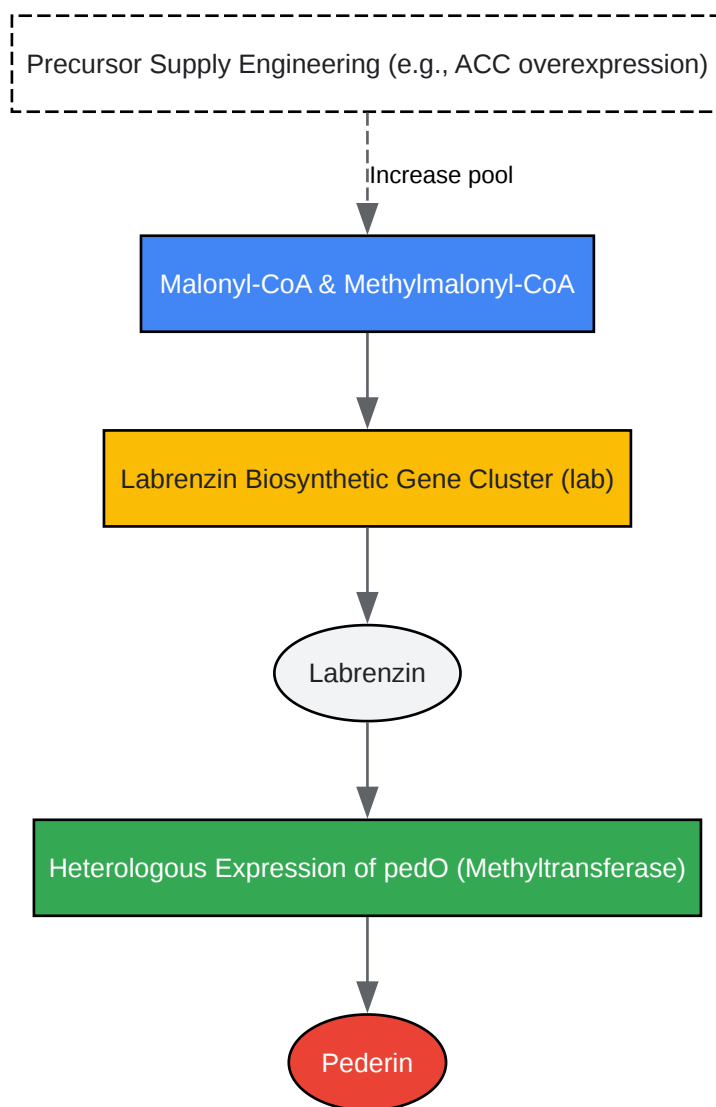 Precursor Supply Engineering (e.g., ACC overexpression)
Increase pool
Malonyl-CoA & Methylmalonyl-CoA
Labrenzin Biosynthetic Gene Cluster (lab)
Labrenzin
Heterologous Expression of pedO (Methyltransferase)
Pederin